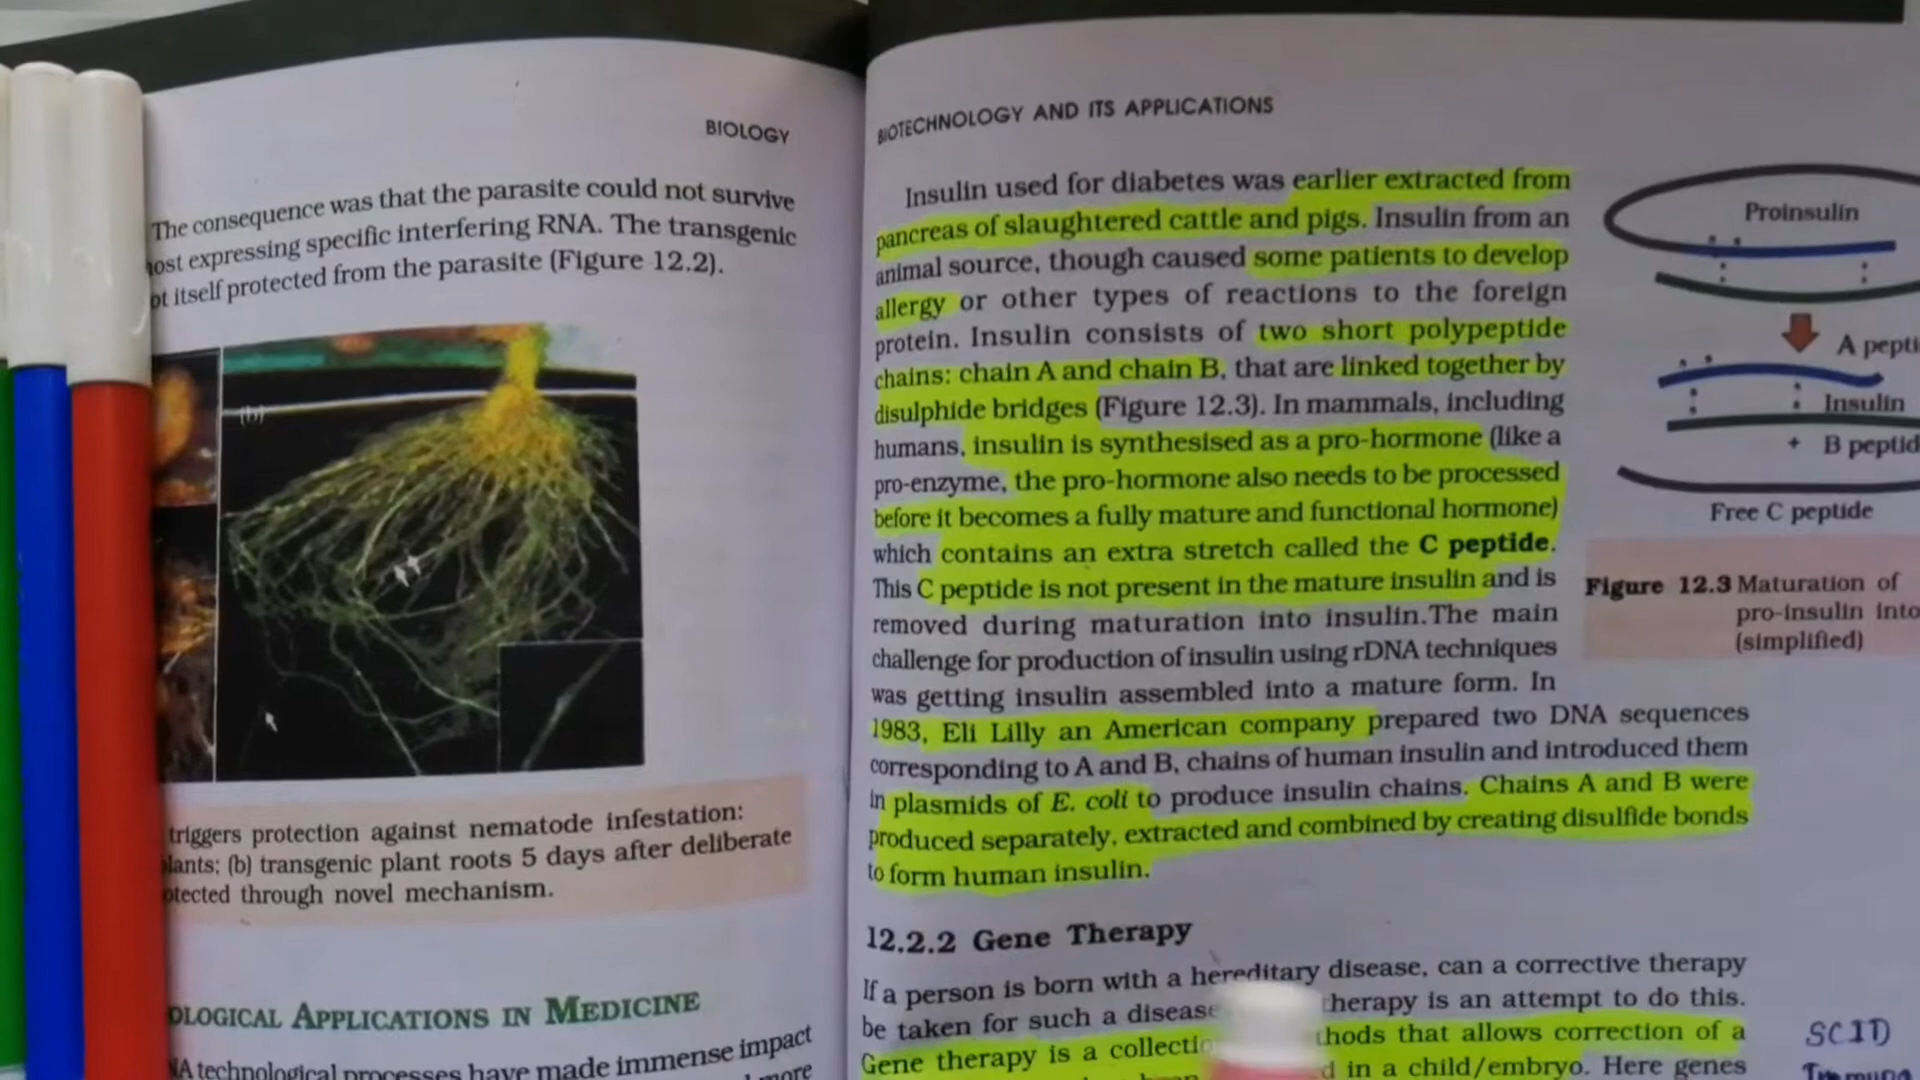 BIOLOGY
The consequence was that the parasite could not survive
expressing specific interfering RNA. The transgenic
itself protected from the parasite (Figure 12.2).
(b)
triggers protection against nematode infestation:
(b) transgenic plant roots 5 days after deliberate
through novel mechanism.
APPLICATIONS IN MEDICINE
technological processes have made immense impact
more
BIOTECHNOLOGY AND ITS APPLICATIONS
Insulin used for diabetes was earlier extracted from
pancreas of slaughtered cattle and pigs. Insulin from an
animal source, though caused some patients to develop
allergy or other types of reactions to the foreign
protein. Insulin consists of two short polypeptide
chains: chain A and chain B, that are linked together by
disulphide bridges (Figure 12.3). In mammals, including
humans, insulin is synthesised as a pro-hormone (like a
pro-enzyme, the pro-hormone also needs to be processed
before it becomes a fully mature and functional hormone)
which contains an extra stretch called the C peptide.
This C peptide is not present in the mature insulin and is
removed during maturation into insulin.The main
challenge for production of insulin using rDNA techniques
was getting insulin assembled into a mature form. In
1983, Eli Lilly an American company prepared two DNA sequences
corresponding to A and B, chains of human insulin and introduced them
in plasmids of E. coli to produce insulin chains. Chains A and B were
produced separately, extracted and combined by creating disulfide bonds
to form human insulin.
12.2.2 Gene Therapy
If a person is born with a hereditary disease, can a corrective therapy
be taken for such a disease therapy is an attempt to do this.
Gene therapy is a that allows correction of a
in a child/embryo. Here genes
Proinsulin
A
Insulin
+ B
Free C peptide
Figure 12.3 Maturation of
pro-insulin into
(simplified)
SCID